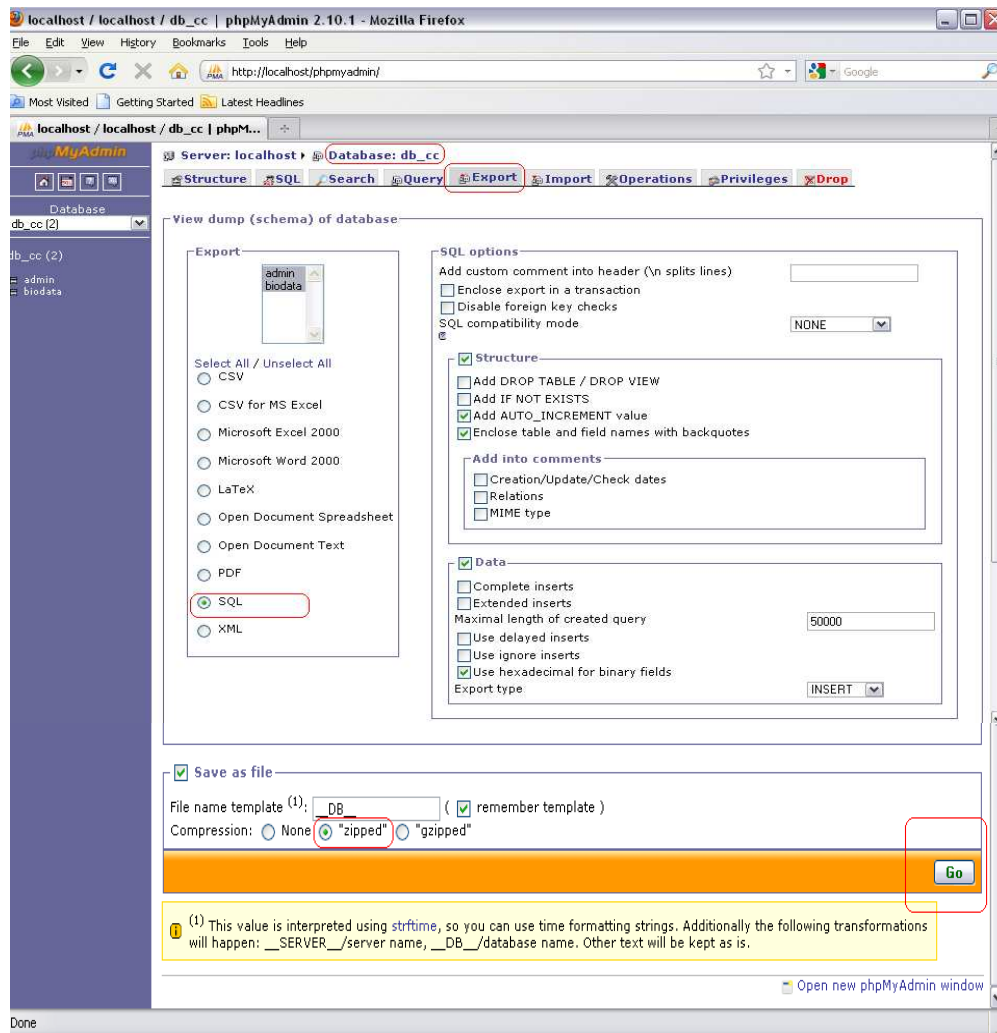 localhost / localhost / db_cc | phpMyAdmin 2.10.1 - Mozilla Firefox
File Edit View History Bookmarks Tools Help
PMA http://localhost/phpmyadmin/ Google
Most Visited Getting Started Latest Headlines
PMA localhost / localhost / db_cc | phpM...
phpMyAdmin
Server: localhost Database: db_cc
Structure SQL Search Query Export Import Operations Privileges Drop
Database
db_cc (2)
db_cc (2)
admin
biodata
View dump (schema) of database
Export
admin
biodata
Select All / Unselect All
CSV
CSV for MS Excel
Microsoft Excel 2000
Microsoft Word 2000
LaTeX
Open Document Spreadsheet
Open Document Text
PDF
SQL
XML
SQL options
Add custom comment into header (\n splits lines)
Enclose export in a transaction
Disable foreign key checks
SQL compatibility mode NONE
Structure
Add DROP TABLE / DROP VIEW
Add IF NOT EXISTS
Add AUTO_INCREMENT value
Enclose table and field names with backquotes
Add into comments
Creation/Update/Check dates
Relations
MIME type
Data
Complete inserts
Extended inserts
Maximal length of created query 50000
Use delayed inserts
Use ignore inserts
Use hexadecimal for binary fields
Export type INSERT
Save as file
File name template (1): __DB__ ( remember template )
Compression: None "zipped" "gzipped"
Go
(1) This value is interpreted using strftime, so you can use time formatting strings. Additionally the following transformations
will happen: __SERVER__/server name, __DB__/database name. Other text will be kept as is.
Open new phpMyAdmin window
Done